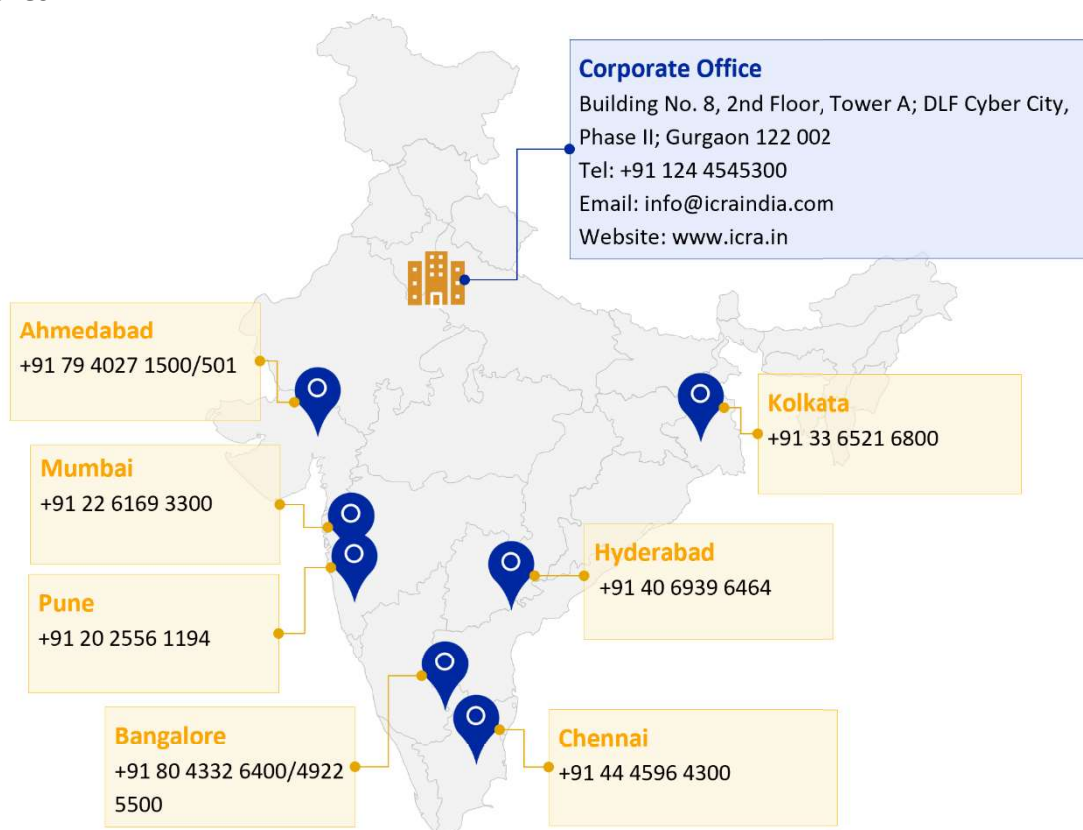 Corporate Office
Building No. 8, 2nd Floor, Tower A; DLF Cyber City,
Phase II; Gurgaon 122 002
Tel: +91 124 4545300
Email: info@icraindia.com
Website: www.icra.in
Ahmedabad
+91 79 4027 1500/501
Kolkata
+91 33 6521 6800
Mumbai
+91 22 6169 3300
Hyderabad
+91 40 6939 6464
Pune
+91 20 2556 1194
Bangalore
+91 80 4332 6400/4922
5500
Chennai
+91 44 4596 4300